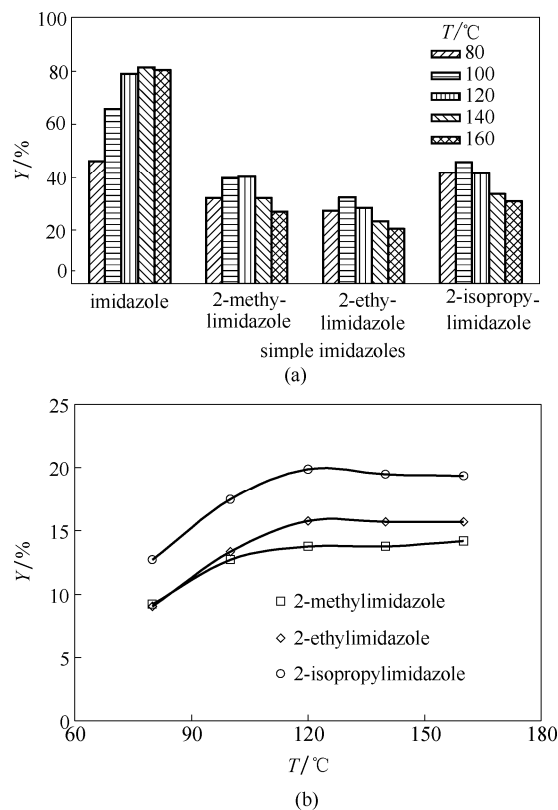 T/℃
80
100
120
140
160
100
80
60
40
20
0
Y/%
imidazole
2-methy-
limidazole
2-ethy-
limidazole
2-isopropy-
limidazole
simple imidazoles
(a)
25
20
15
10
5
0
Y/%
2-methylimidazole
2-ethylimidazole
2-isopropylimidazole
60
90
120
150
180
T/℃
(b)